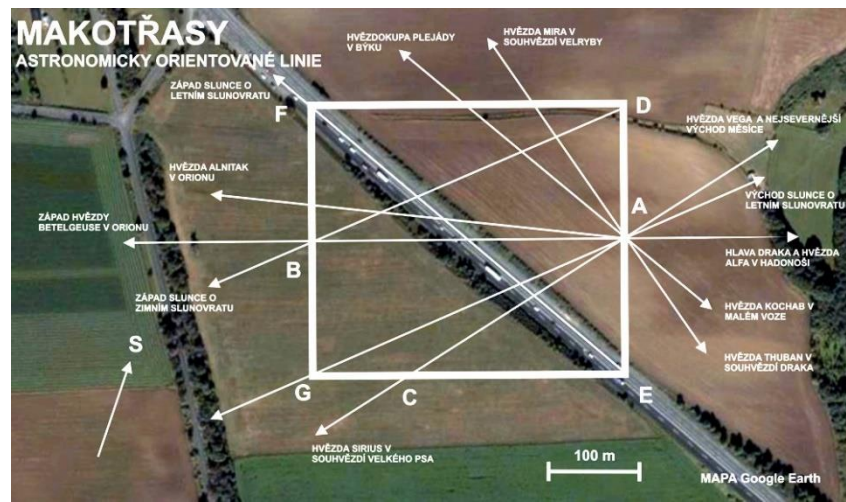 MAKOTŘASY
ASTRONOMICKY ORIENTOVANÉ LINIE
HVĚZDOKUPA PLEJÁDY
V BÝKU
HVĚZDA MIRA V
SOUHVĚZDÍ VELRYBY
ZÁPAD SLUNCE O
LETNÍM SLUNOVRATU
F
D
HVĚZDA VEGA A NEJSEVERNĚJŠÍ
VÝCHOD MĚSÍCE
HVĚZDA ALNITAK
V ORIONU
VÝCHOD SLUNCE O
LETNÍM SLUNOVRATU
A
ZÁPAD HVĚZDY
BETELGEUSE V ORIONU
HLAVA DRAKA A HVĚZDA
ALFA V HADONOŠI
B
ZÁPAD SLUNCE O
ZIMNÍM SLUNOVRATU
HVĚZDA KOCHAB V
MALÉM VOZE
S
HVĚZDA THUBAN V
SOUHVĚZDÍ DRAKA
G
C
E
HVĚZDA SIRIUS V
SOUHVĚZDÍ VELKÉHO PSA
100 m
MAPA Google Earth